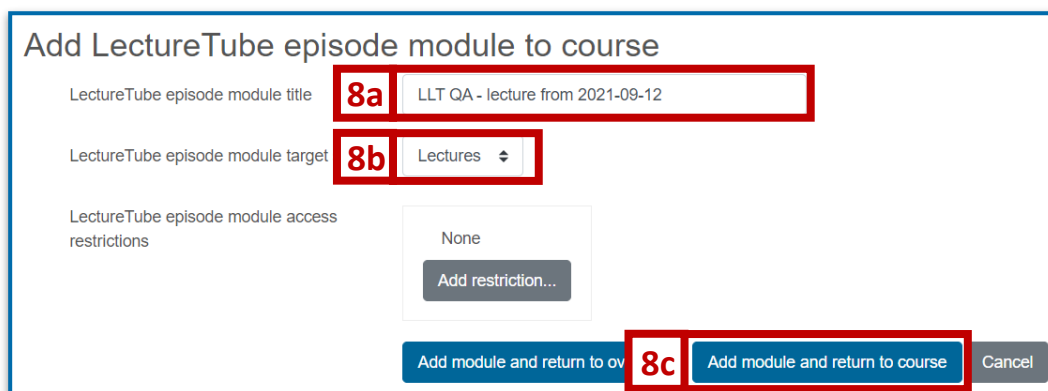 Add LectureTube episode module to course
LectureTube episode module title 8a LLT QA - lecture from 2021-09-12
LectureTube episode module target 8b Lectures
LectureTube episode module access
restrictions
None
Add restriction...
Add module and return to 8c Add module and return to course Cancel